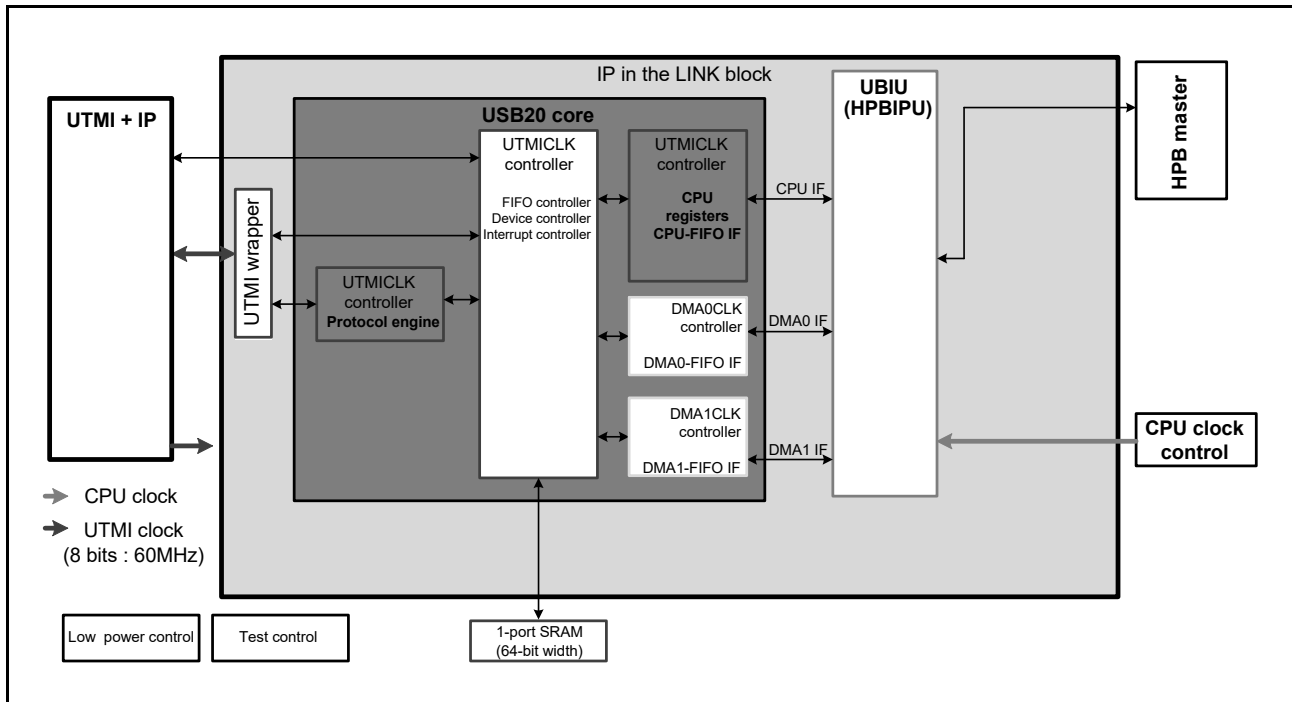 IP in the LINK block
UTMI + IP
USB20 core
UBIU
(HPBIPU)
HPB master
UTMICLK
controller
FIFO controller
Device controller
Interrupt controller
UTMICLK
controller
CPU
registers
CPU-FIFO IF
CPU IF
UTMI wrapper
UTMICLK
controller
Protocol engine
DMA0CLK
controller
DMA0-FIFO IF
DMA0 IF
DMA1CLK
controller
DMA1-FIFO IF
DMA1 IF
CPU clock
control
CPU clock
UTMI clock
(8 bits : 60MHz)
Low power control
Test control
1-port SRAM
(64-bit width)